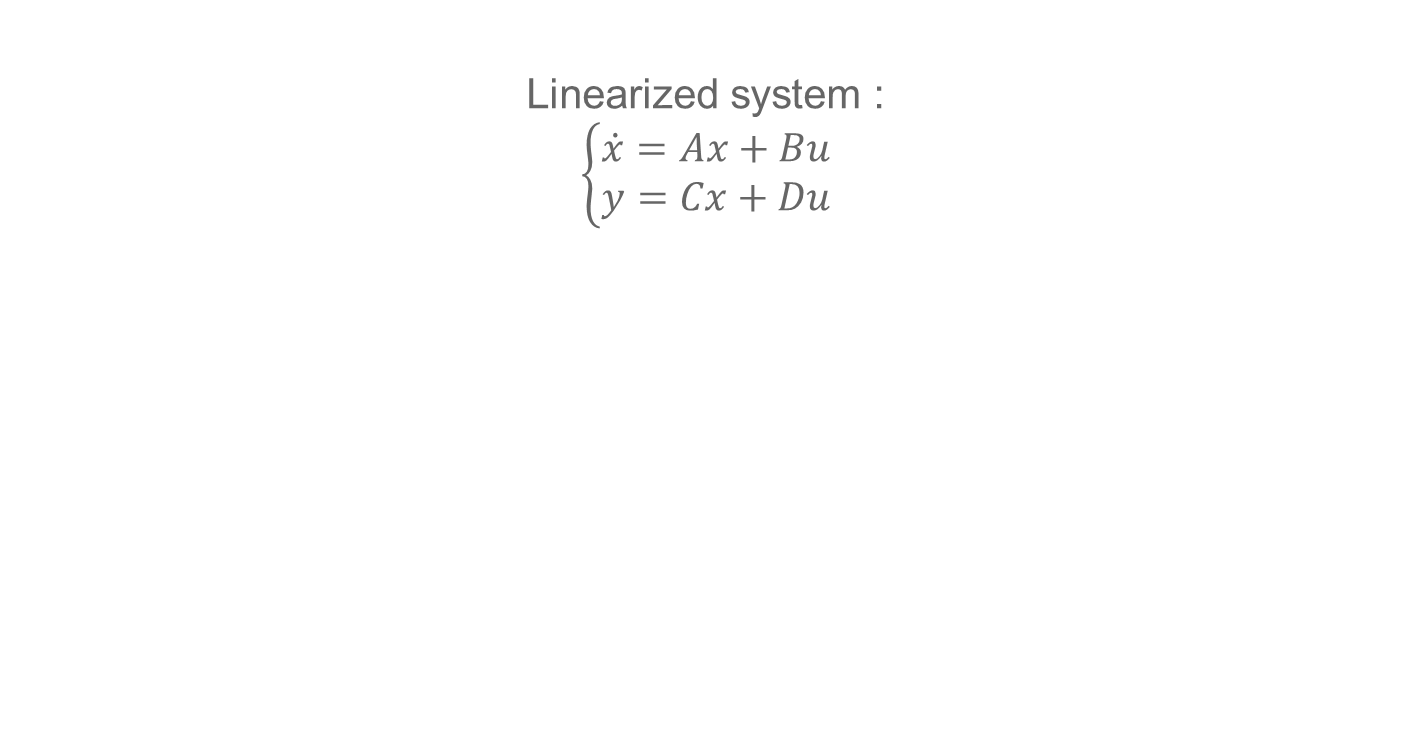 Linearized system :
ẋ = Ax + Bu
y = Cx + Du